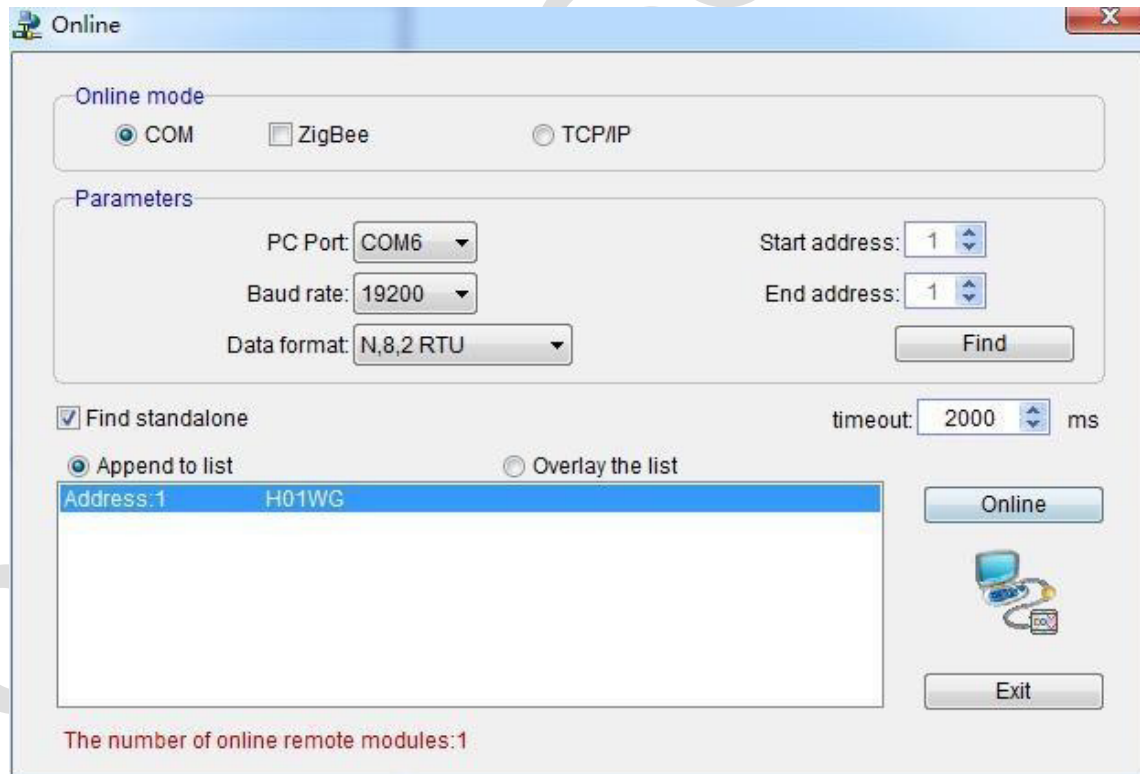 Online
Online mode
COM ZigBee TCP/IP
Parameters
PC Port: COM6 Start address: 1
Baud rate: 19200 End address: 1
Data format: N,8,2 RTU Find
Find standalone timeout: 2000 ms
Append to list Overlay the list
Address:1 H01WG
Online
Exit
The number of online remote modules:1